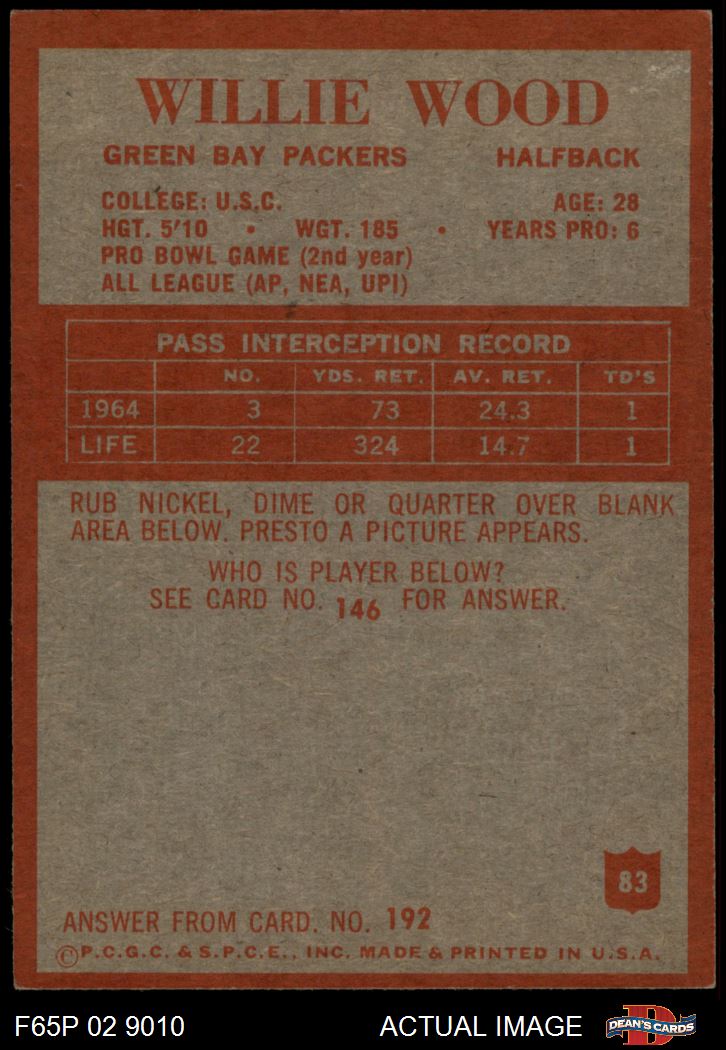 WILLIE WOOD
GREEN BAY PACKERS HALFBACK
COLLEGE: U.S.C. AGE: 28
HGT. 5'10 • WGT. 185 • YEARS PRO: 6
PRO BOWL GAME (2nd year)
ALL LEAGUE (AP, NEA, UPI)
PASS INTERCEPTION RECORD
NO. YDS. RET. AV. RET. TD'S
1964 3 73 24.3 1
LIFE 22 324 14.7 1
RUB NICKEL, DIME OR QUARTER OVER BLANK
AREA BELOW. PRESTO A PICTURE APPEARS.
WHO IS PLAYER BELOW?
SEE CARD NO. 146 FOR ANSWER.
83
ANSWER FROM CARD. NO. 192
©P.C.G.C. & S.P.C.E., INC. MADE & PRINTED IN U.S.A.
F65P 02 9010 ACTUAL IMAGE D DEAN'S CARDS